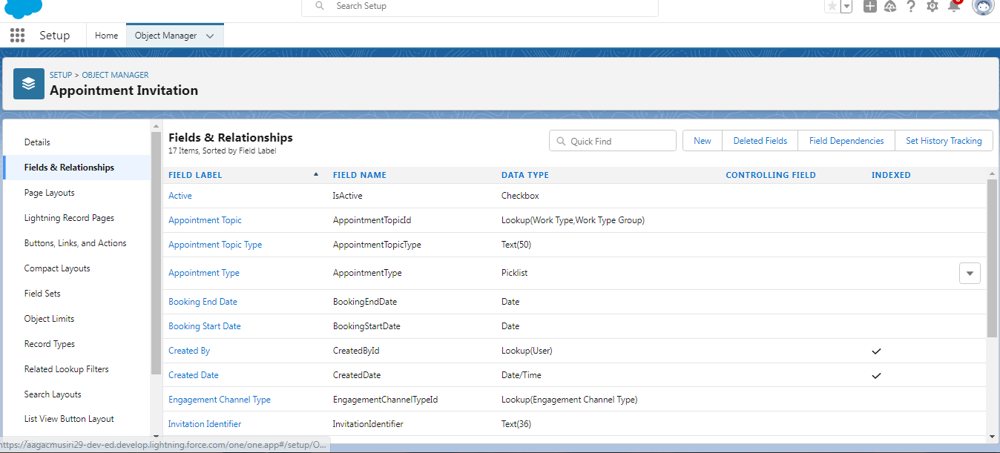 Search Setup
Setup
Home
Object Manager
SETUP > OBJECT MANAGER
Appointment Invitation
Details
Fields & Relationships
Page Layouts
Lightning Record Pages
Buttons, Links, and Actions
Compact Layouts
Field Sets
Object Limits
Record Types
Related Lookup Filters
Search Layouts
List View Button Layout
Fields & Relationships
17 Items, Sorted by Field Label
Quick Find
New
Deleted Fields
Field Dependencies
Set History Tracking
FIELD LABEL FIELD NAME DATA TYPE CONTROLLING FIELD INDEXED
Active IsActive Checkbox
Appointment Topic AppointmentTopicId Lookup(Work Type,Work Type Group)
Appointment Topic Type AppointmentTopicType Text(50)
Appointment Type AppointmentType Picklist
Booking End Date BookingEndDate Date
Booking Start Date BookingStartDate Date
Created By CreatedById Lookup(User)
Created Date CreatedDate Date/Time
Engagement Channel Type EngagementChannelTypeId Lookup(Engagement Channel Type)
Invitation Identifier InvitationIdentifier Text(36)
https://aagacmusiri29-dev-ed.develop.lightning.force.com/one/one.app#/setup/O...